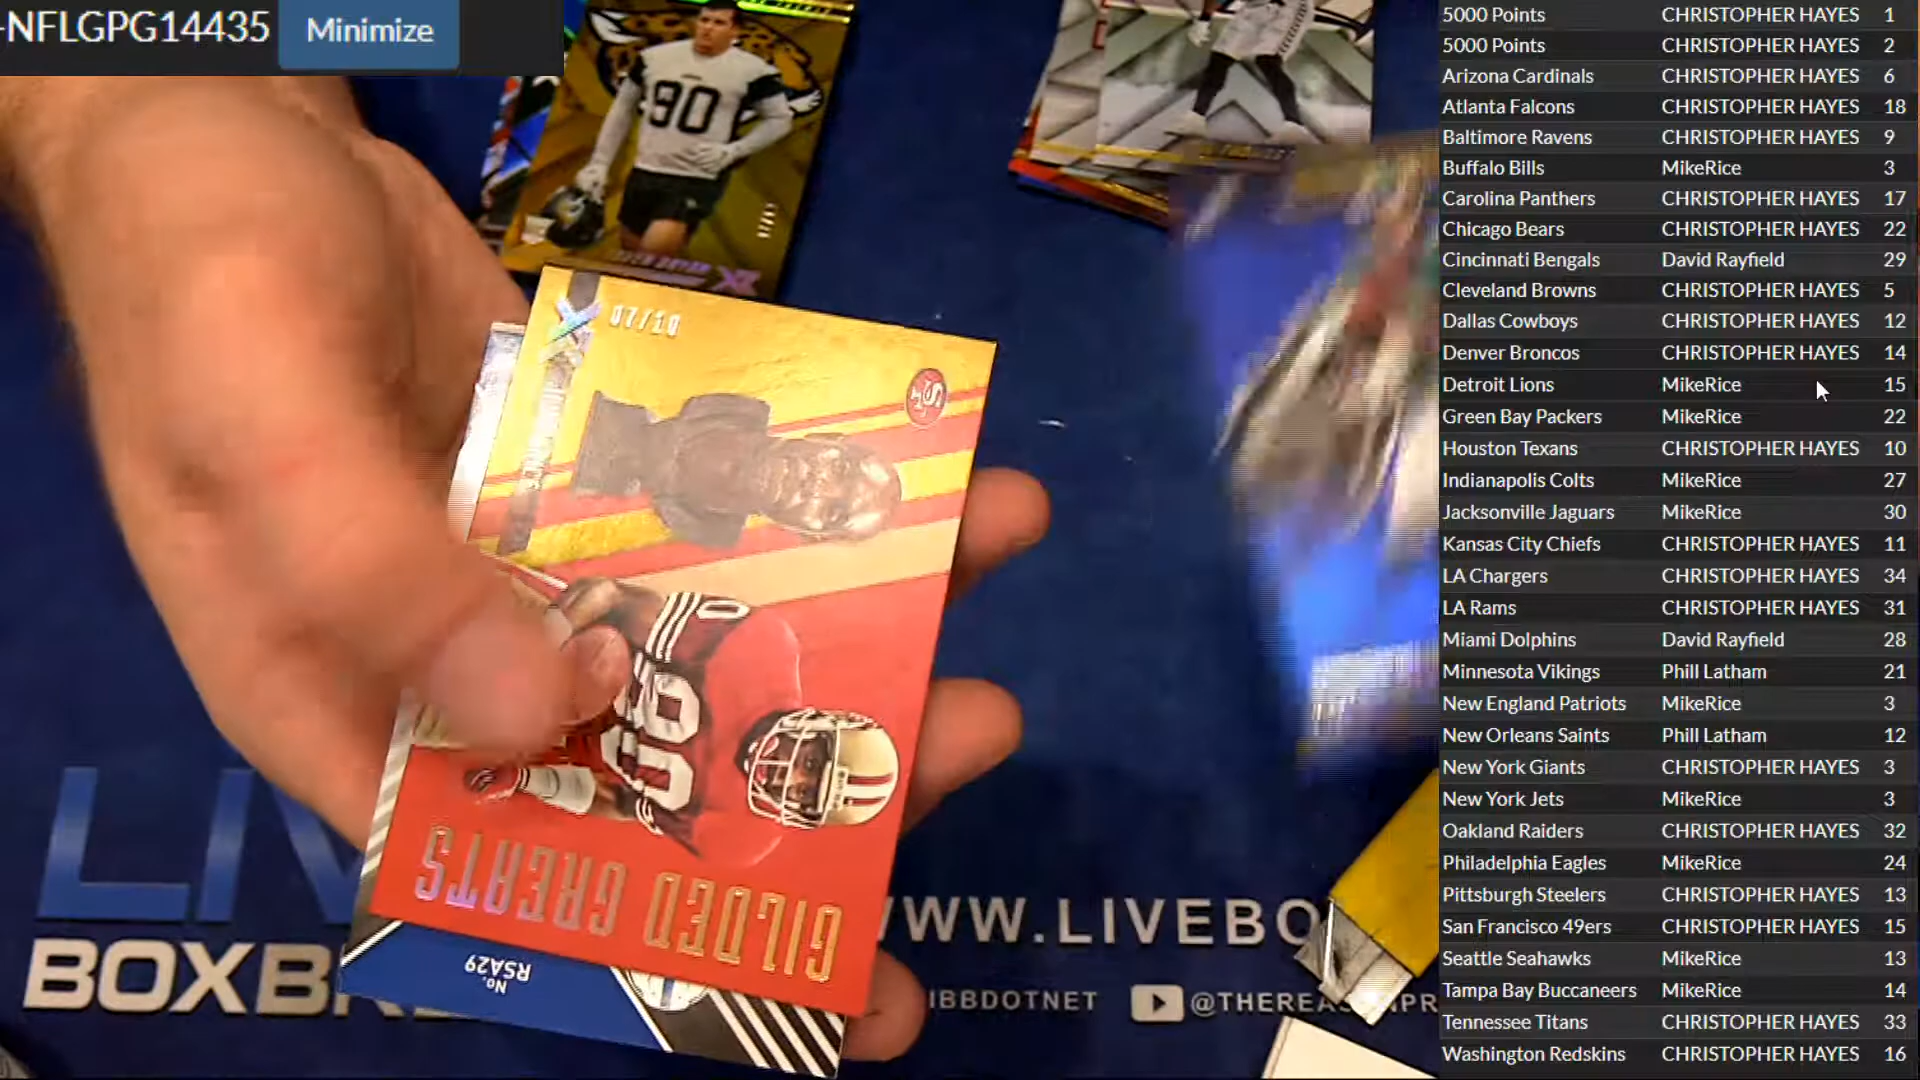 -NFLGPG14435
Minimize
90
07/10
80
GILDED GREATS
No.
RSA29
LIV
BOXB
WWW.LIVEBO
IBBDOTNET
5000 Points CHRISTOPHER HAYES 1
5000 Points CHRISTOPHER HAYES 2
Arizona Cardinals CHRISTOPHER HAYES 6
Atlanta Falcons CHRISTOPHER HAYES 18
Baltimore Ravens CHRISTOPHER HAYES 9
Buffalo Bills MikeRice 3
Carolina Panthers CHRISTOPHER HAYES 17
Chicago Bears CHRISTOPHER HAYES 22
Cincinnati Bengals David Rayfield 29
Cleveland Browns CHRISTOPHER HAYES 5
Dallas Cowboys CHRISTOPHER HAYES 12
Denver Broncos CHRISTOPHER HAYES 14
Detroit Lions MikeRice 15
Green Bay Packers MikeRice 22
Houston Texans CHRISTOPHER HAYES 10
Indianapolis Colts MikeRice 27
Jacksonville Jaguars MikeRice 30
Kansas City Chiefs CHRISTOPHER HAYES 11
LA Chargers CHRISTOPHER HAYES 34
LA Rams CHRISTOPHER HAYES 31
Miami Dolphins David Rayfield 28
Minnesota Vikings Phill Latham 21
New England Patriots MikeRice 3
New Orleans Saints Phill Latham 12
New York Giants CHRISTOPHER HAYES 3
New York Jets MikeRice 3
Oakland Raiders CHRISTOPHER HAYES 32
Philadelphia Eagles MikeRice 24
Pittsburgh Steelers CHRISTOPHER HAYES 13
San Francisco 49ers CHRISTOPHER HAYES 15
Seattle Seahawks MikeRice 13
Tampa Bay Buccaneers MikeRice 14
Tennessee Titans CHRISTOPHER HAYES 33
Washington Redskins CHRISTOPHER HAYES 16